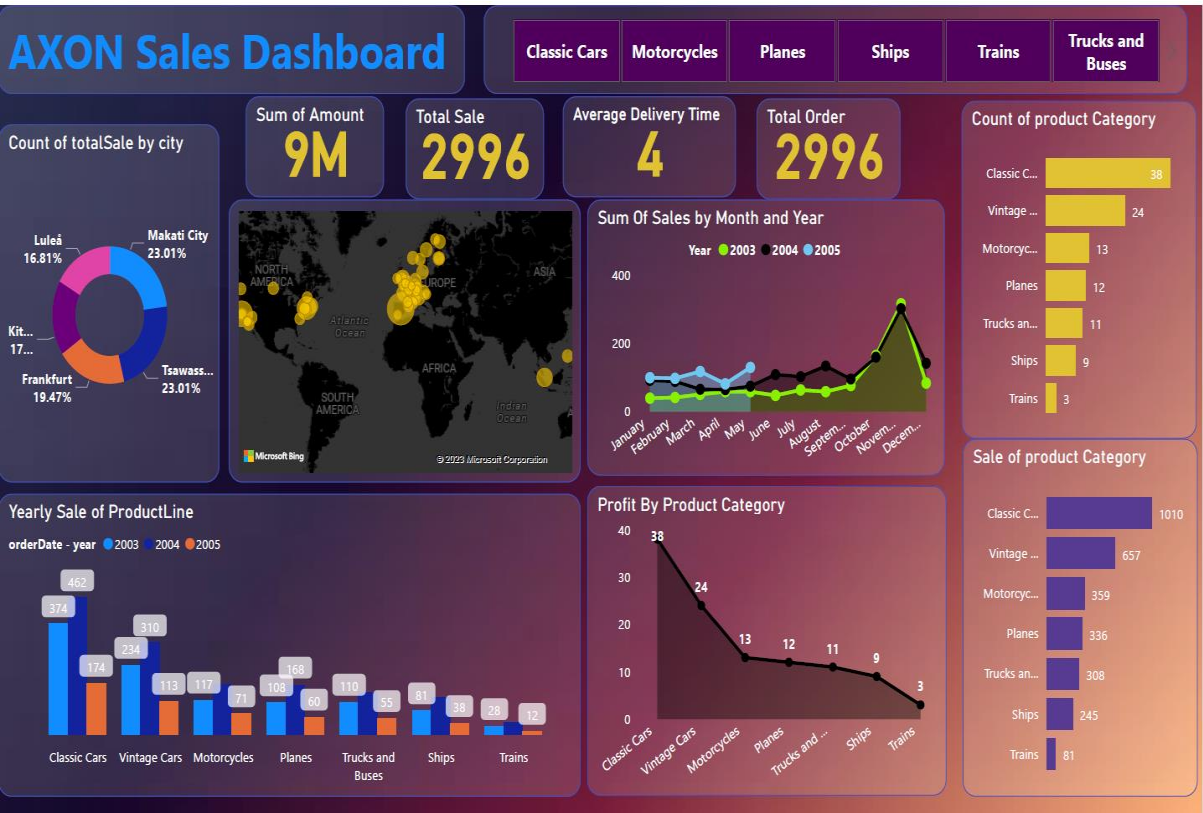 AXON Sales Dashboard
Classic Cars
Motorcycles
Planes
Ships
Trains
Trucks and
Buses
Count of totalSale by city
Luleå
16.81%
Makati City
23.01%
Kit...
17...
Frankfurt
19.47%
Tsawass...
23.01%
Sum of Amount
9M
Total Sale
2996
Average Delivery Time
4
Total Order
2996
NORTH
AMERICA
EUROPE
ASIA
Atlantic
Ocean
AFRICA
SOUTH
AMERICA
Indian
Ocean
A
Microsoft Bing
© 2023 Microsoft Corporation
Sum Of Sales by Month and Year
Year 2003 2004 2005
400
200
0
January
February
March
April
May
June
July
August
Septem...
October
Novem...
Decem...
Count of product Category
Classic C... 38
Vintage ... 24
Motorcyc... 13
Planes 12
Trucks an... 11
Ships 9
Trains 3
Yearly Sale of ProductLine
orderDate - year 2003 2004 2005
374 462 174
234 310 113
117 71
108 168 60
110 55
81 38
28 12
Classic Cars
Vintage Cars
Motorcycles
Planes
Trucks and
Buses
Ships
Trains
Profit By Product Category
40
30
20
10
0
38
24
13
12
11
9
3
Classic Cars
Vintage Cars
Motorcycles
Planes
Trucks and ...
Ships
Trains
Sale of product Category
Classic C... 1010
Vintage ... 657
Motorcyc... 359
Planes 336
Trucks an... 308
Ships 245
Trains 81